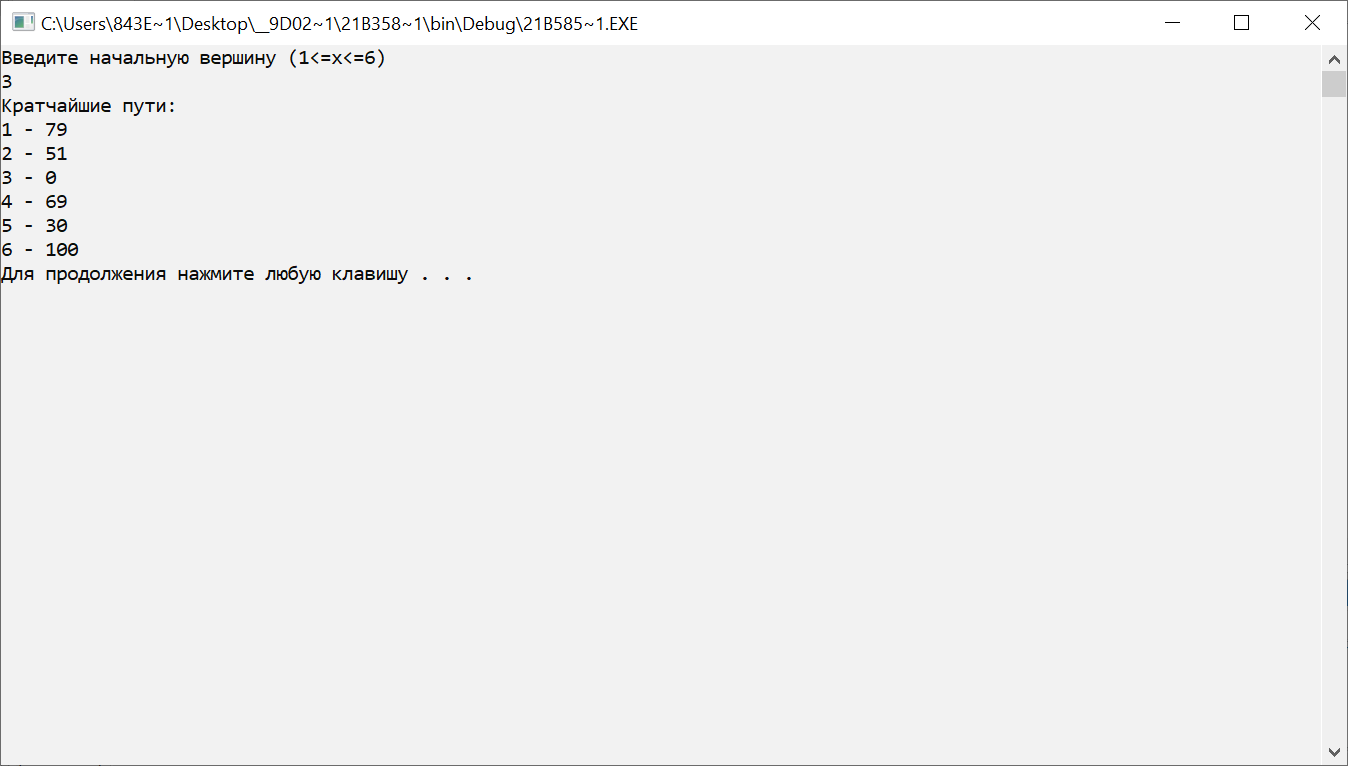 C:\Users\843E~1\Desktop\__9D02~1\21B358~1\bin\Debug\21B585~1.EXE
Введите начальную вершину (1<=x<=6)
3
Кратчайшие пути:
1 - 79
2 - 51
3 - 0
4 - 69
5 - 30
6 - 100
Для продолжения нажмите любую клавишу . . .